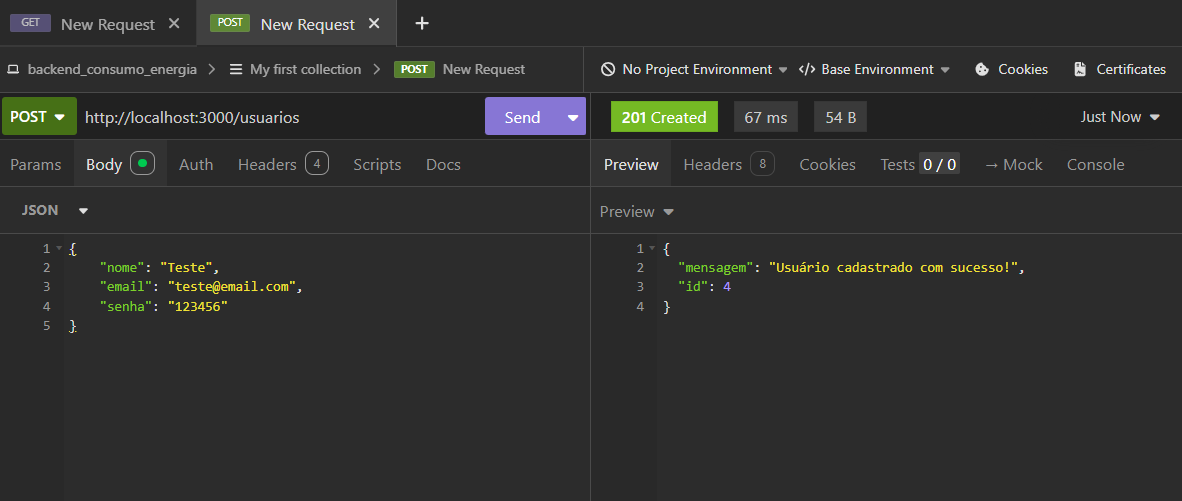 GET New Request × POST New Request × +
backend_consumo_energia > My first collection > POST New Request
No Project Environment </> Base Environment Cookies Certificates
POST http://localhost:3000/usuarios Send
201 Created 67 ms 54 B Just Now
Params Body Auth Headers 4 Scripts Docs
Preview Headers 8 Cookies Tests 0 / 0 → Mock Console
JSON
Preview
1 {
2 "nome": "Teste",
3 "email": "teste@email.com",
4 "senha": "123456"
5 }
1 {
2 "mensagem": "Usuário cadastrado com sucesso!",
3 "id": 4
4 }